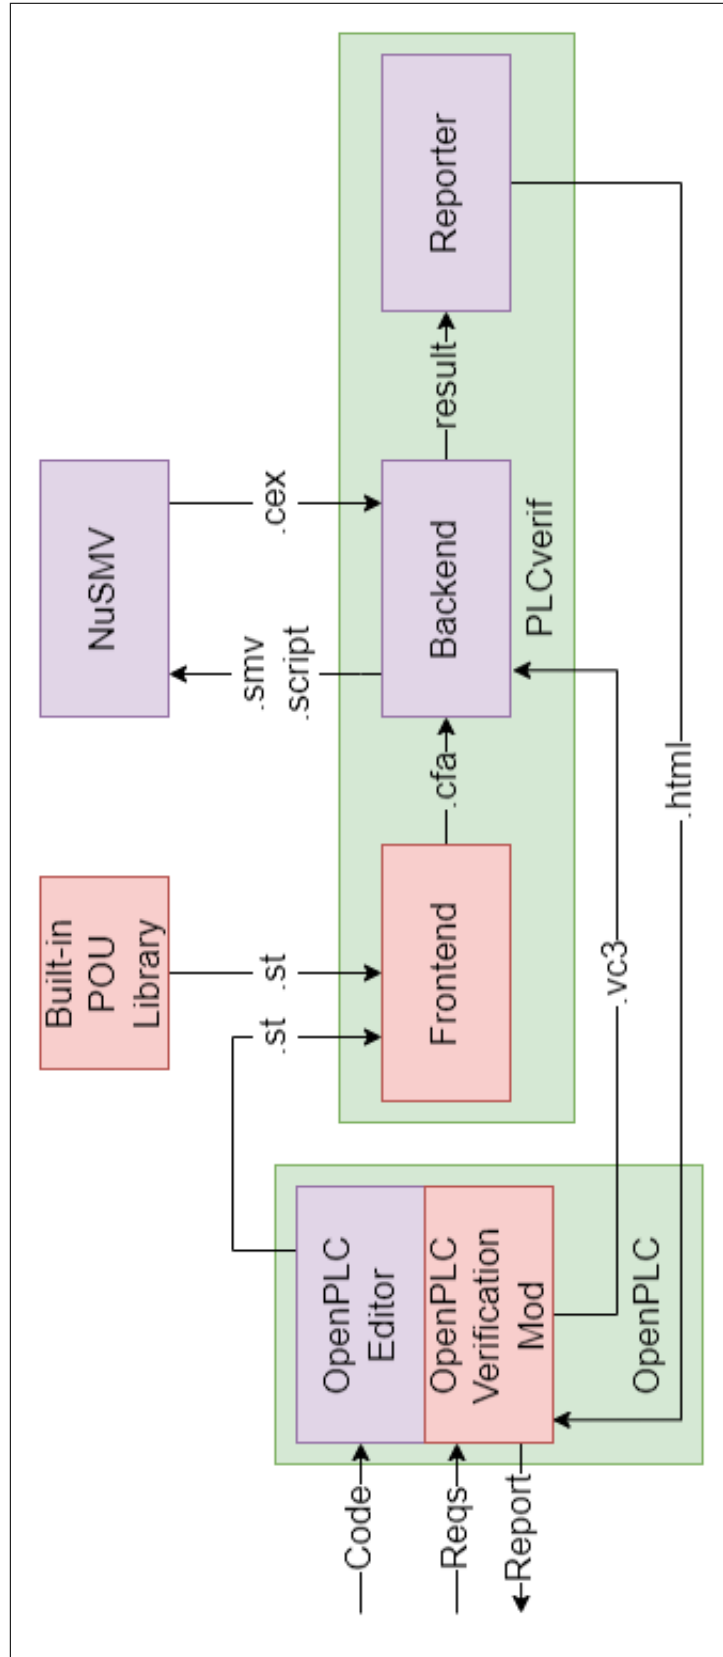 Code
Reqs
Report
OpenPLC
Editor
OpenPLC
Verification
Mod
OpenPLC
Built-in
POU
Library
.st
.st
Frontend
.cfa
NuSMV
.smv
.script
.cex
Backend
PLCverif
result
Reporter
.vc3
.html